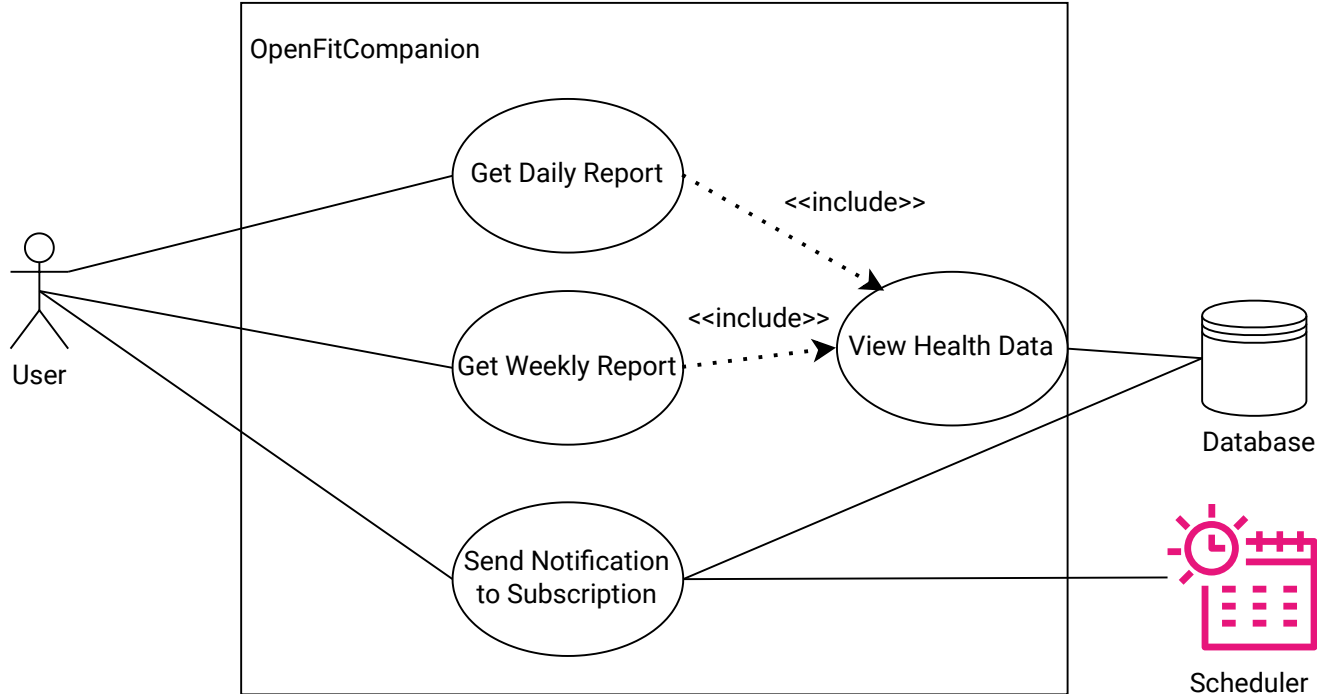 OpenFitCompanion
Get Daily Report
<<include>>
<<include>>
View Health Data
Get Weekly Report
User
Database
Send Notification
to Subscription
Scheduler